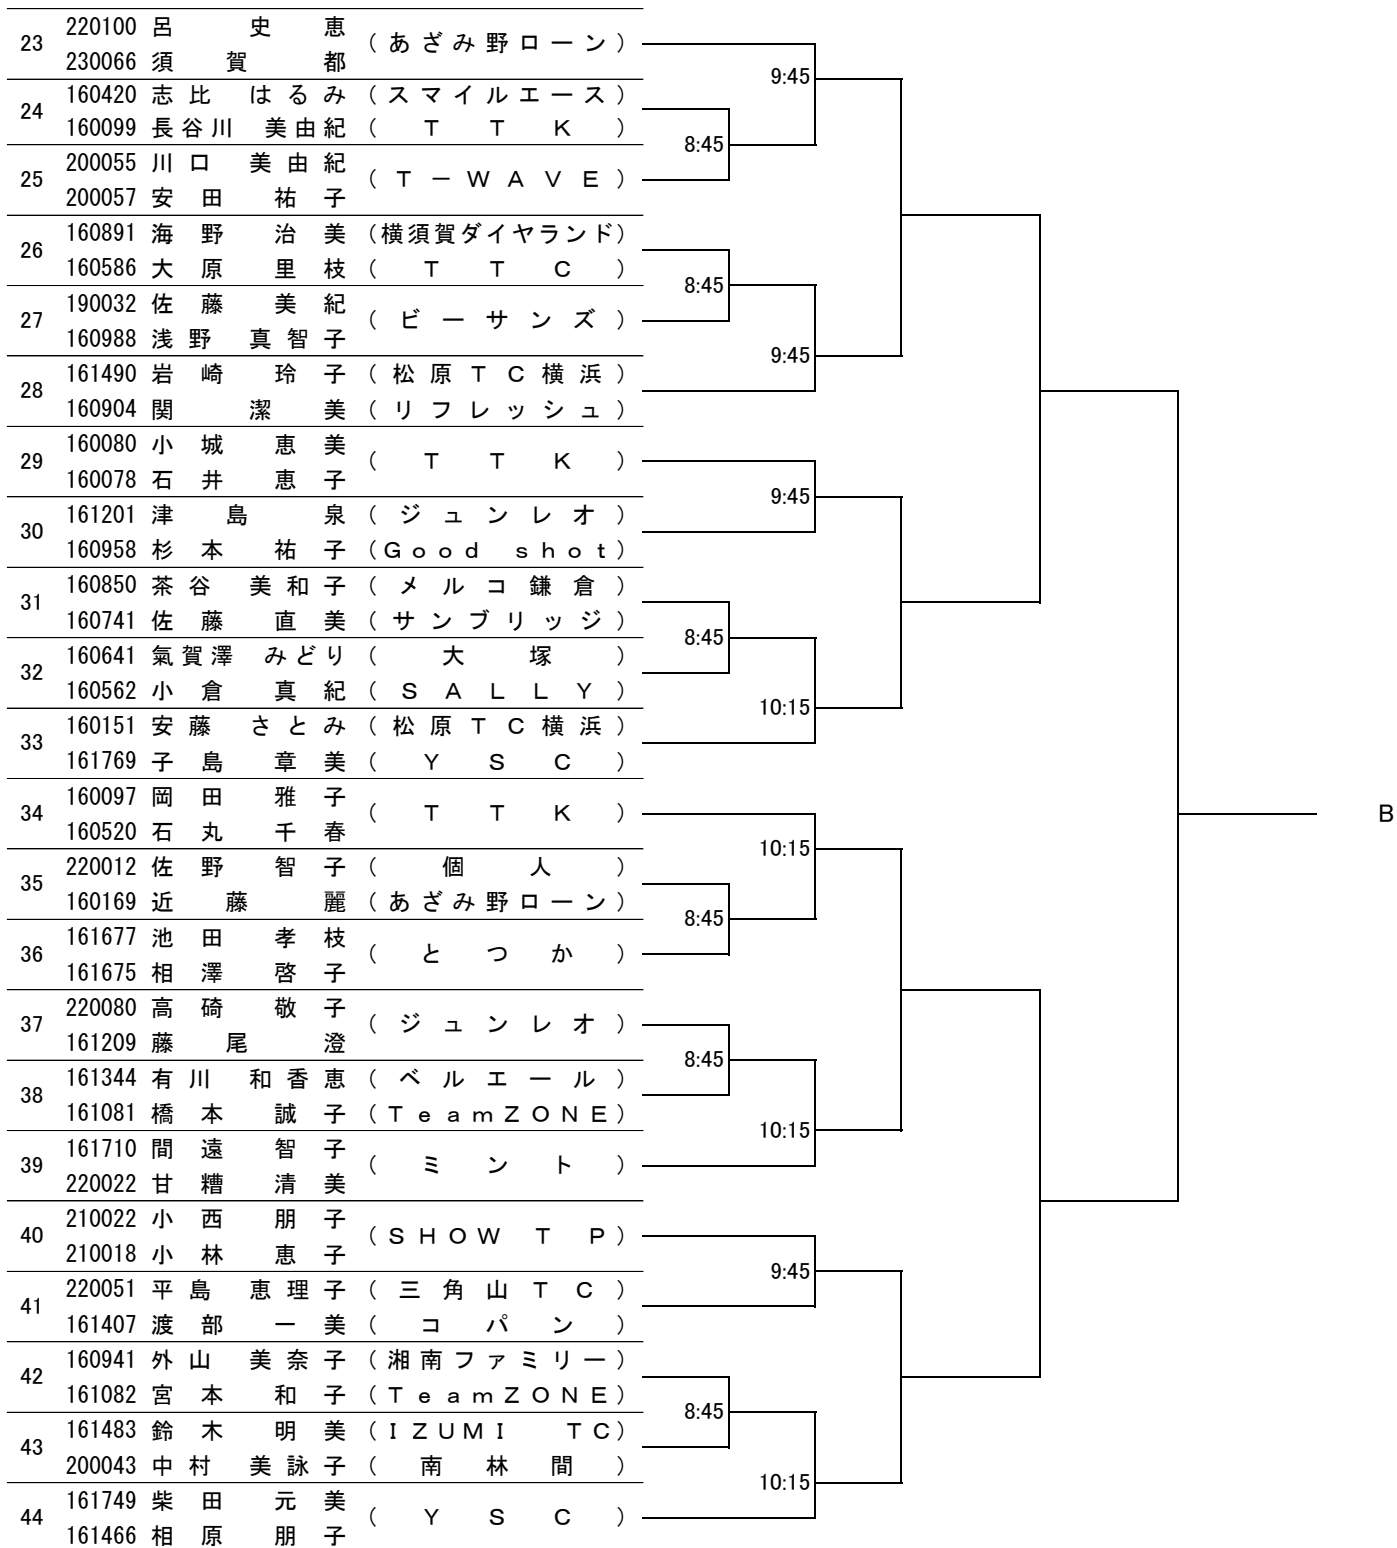 23 220100 呂 史 恵 (あざみ野ローン)
230066 須 賀 都
9:45
24 160420 志比 はるみ (スマイルエース)
160099 長谷川 美由紀 (TTK)
8:45
25 200055 川口 美由紀 (T－WAVE)
200057 安田 祐子
26 160891 海野 治美 (横須賀ダイヤランド)
160586 大原 里枝 (TTC)
8:45
27 190032 佐藤 美紀 (ビーサンズ)
160988 浅野 真智子
9:45
28 161490 岩崎 玲子 (松原TC横浜)
160904 関 潔美 (リフレッシュ)
29 160080 小城 恵美 (TTK)
160078 石井 恵子
9:45
30 161201 津島 泉 (ジュンレオ)
160958 杉本 祐子 (Good shot)
31 160850 茶谷 美和子 (メルコ鎌倉)
160741 佐藤 直美 (サンブリッジ)
8:45
32 160641 氣賀澤 みどり (大塚)
160562 小倉 真紀 (SALLY)
10:15
33 160151 安藤 さとみ (松原TC横浜)
161769 子島 章美 (YSC)
34 160097 岡田 雅子 (TTK)
160520 石丸 千春
B
10:15
35 220012 佐野 智子 (個人)
160169 近藤 麗 (あざみ野ローン)
8:45
36 161677 池田 孝枝 (とつか)
161675 相澤 啓子
37 220080 高碕 敬子 (ジュンレオ)
161209 藤尾 澄
8:45
38 161344 有川 和香恵 (ベルエール)
161081 橋本 誠子 (TeamZONE)
10:15
39 161710 間遠 智子 (ミント)
220022 甘糟 清美
40 210022 小西 朋子 (SHOW T P)
210018 小林 恵子
9:45
41 220051 平島 恵理子 (三角山TC)
161407 渡部 一美 (コパン)
42 160941 外山 美奈子 (湘南ファミリー)
161082 宮本 和子 (TeamZONE)
8:45
43 161483 鈴木 明美 (IZUMI TC)
200043 中村 美詠子 (南林間)
10:15
44 161749 柴田 元美 (YSC)
161466 相原 朋子